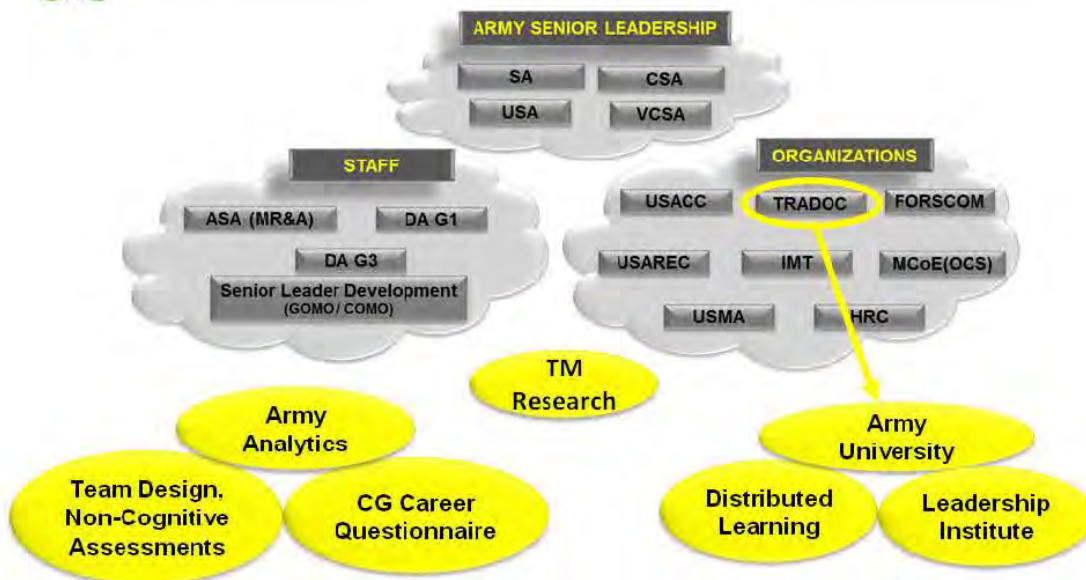 ARMY SENIOR LEADERSHIP
SA
CSA
USA
VCSA
STAFF
ASA (MR&A)
DA G1
DA G3
Senior Leader Development
(GOMO/ COMO)
ORGANIZATIONS
USACC
TRADOC
FORSCOM
USAREC
IMT
MCoE(OCS)
USMA
HRC
TM
Research
Army
Analytics
Team Design,
Non-Cognitive
Assessments
CG Career
Questionnaire
Army
University
Distributed
Learning
Leadership
Institute